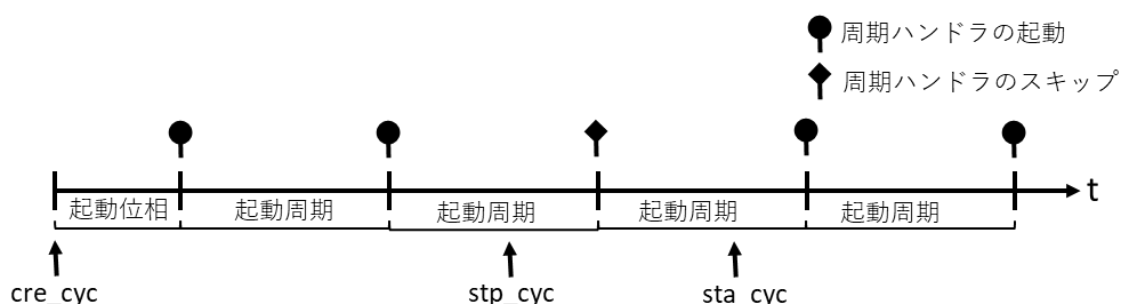 周期ハンドラの起動
周期ハンドラのスキップ
t
起動位相 起動周期 起動周期 起動周期 起動周期
cre_cyc stp_cyc sta_cyc